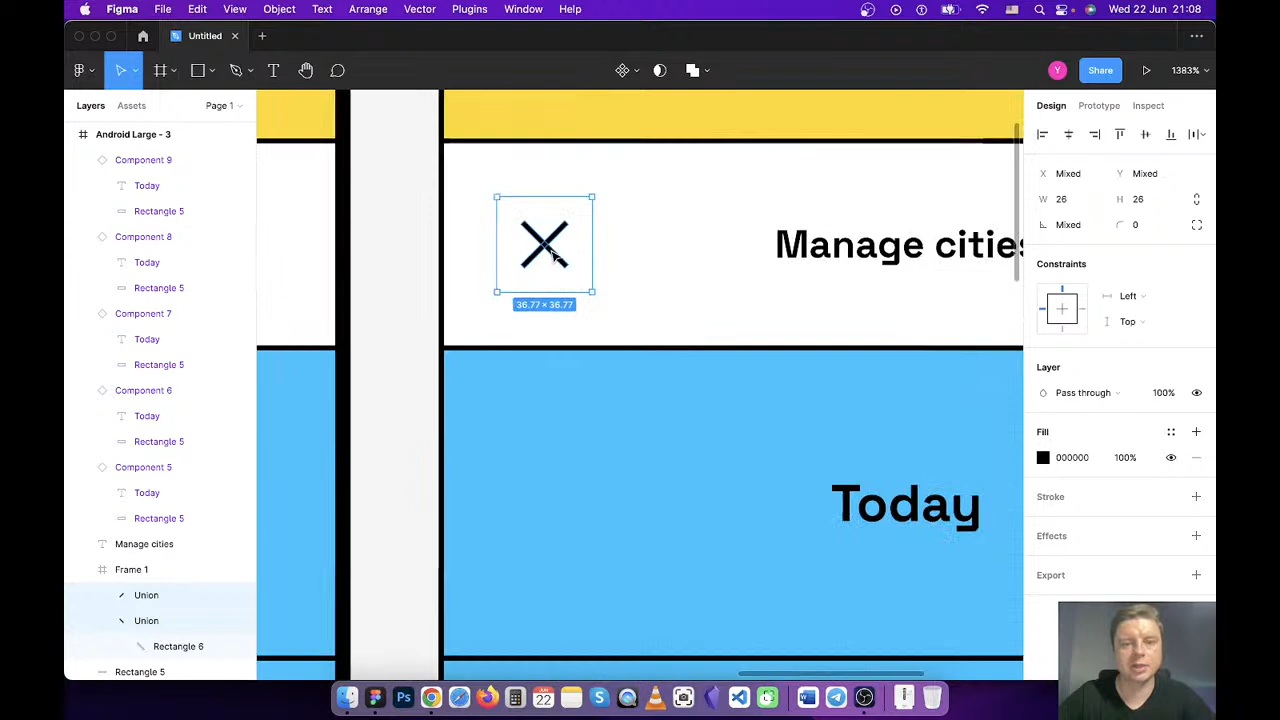 Figma File Edit View Object Text Arrange Vector Plugins Window Help Wed 22 Jun 21:08
Untitled
Y Share 1383%
Layers Assets Page 1
Android Large - 3
Component 9
Today
Rectangle 5
Component 8
Today
Rectangle 5
Component 7
Today
Rectangle 5
Component 6
Today
Rectangle 5
Component 5
Today
Rectangle 5
Manage cities
Frame 1
Union
Union
Rectangle 6
Rectangle 5
36.77 × 36.77
Manage cities
Today
Design Prototype Inspect
X Mixed Y Mixed
W 26 H 26
Mixed 0
Constraints
Left
Top
Layer
Pass through 100%
Fill
000000 100%
Stroke
Effects
Export
Ps JUN 22 S W